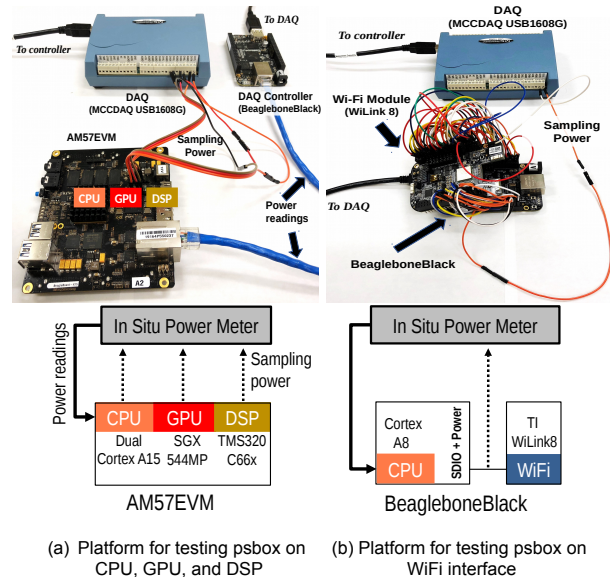 To controller
To DAQ
DAQ
(MCCDAQ USB1608G)
DAQ Controller
(BeagleboneBlack)
AM57EVM
Sampling
Power
CPU
GPU
DSP
Power
readings
A2
DAQ
(MCCDAQ USB1608G)
To controller
Wi-Fi Module
(WiLink 8)
Sampling
Power
To DAQ
BeagleboneBlack
In Situ Power Meter
Power readings
Sampling
power
CPU
GPU
DSP
Dual
Cortex A15
SGX
544MP
TMS320
C66x
AM57EVM
In Situ Power Meter
Cortex
A8
CPU
SDIO + Power
TI
WiLink8
WiFi
BeagleboneBlack
(a) Platform for testing psbox on
CPU, GPU, and DSP
(b) Platform for testing psbox on
WiFi interface